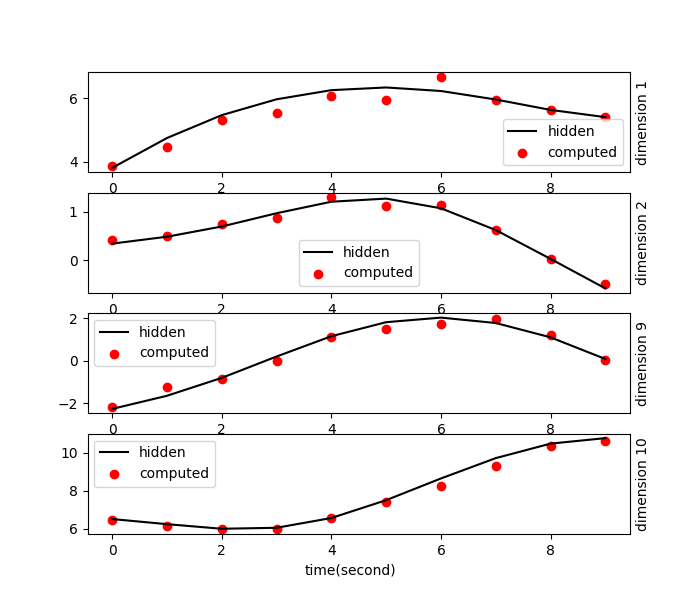 6
4
hidden
computed
dimension 1
0 2 4 6 8
1
0
hidden
computed
dimension 2
0 2 4 6 8
2
0
−2
hidden
computed
dimension 9
0 2 4 6 8
10
8
6
hidden
computed
dimension 10
0 2 4 6 8
time(second)